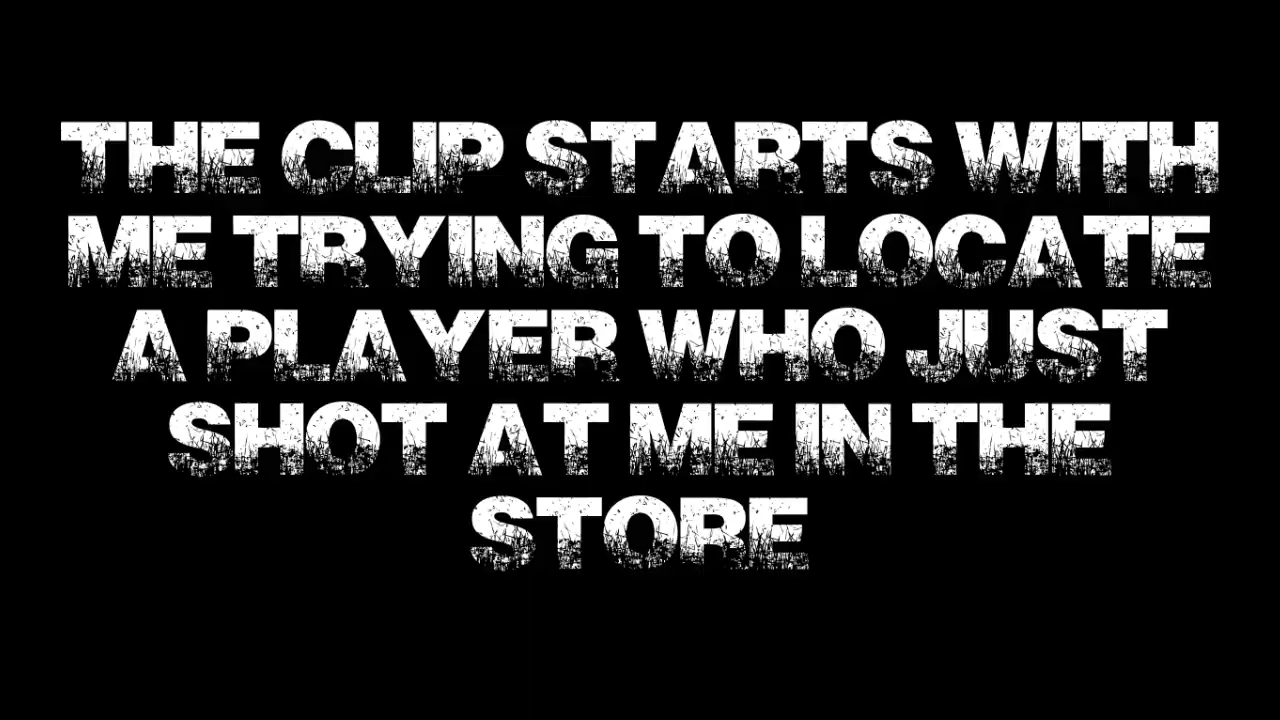 THE CLIP STARTS WITH
ME TRYING TO LOCATE
A PLAYER WHO JUST
SHOT AT ME IN THE
STORE